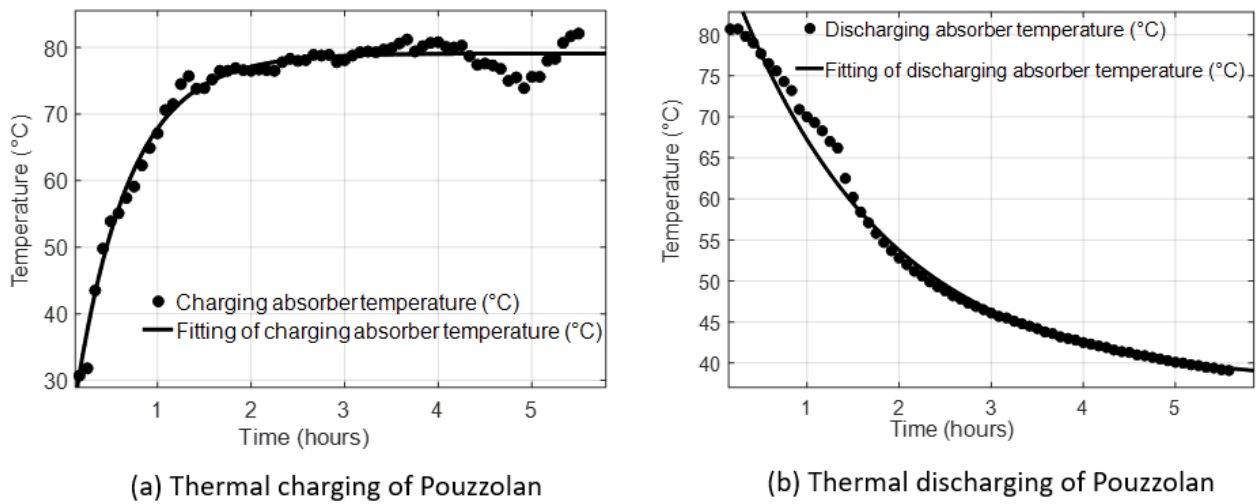 80
70
60
50
40
30
Temperature (°C)
Charging absorber temperature (°C)
Fitting of charging absorber temperature (°C)
1
2
3
4
5
Time (hours)
(a) Thermal charging of Pouzzolan
80
75
70
65
60
55
50
45
40
Temperature (°C)
Discharging absorber temperature (°C)
Fitting of discharging absorber temperature (°C)
1
2
3
4
5
Time (hours)
(b) Thermal discharging of Pouzzolan